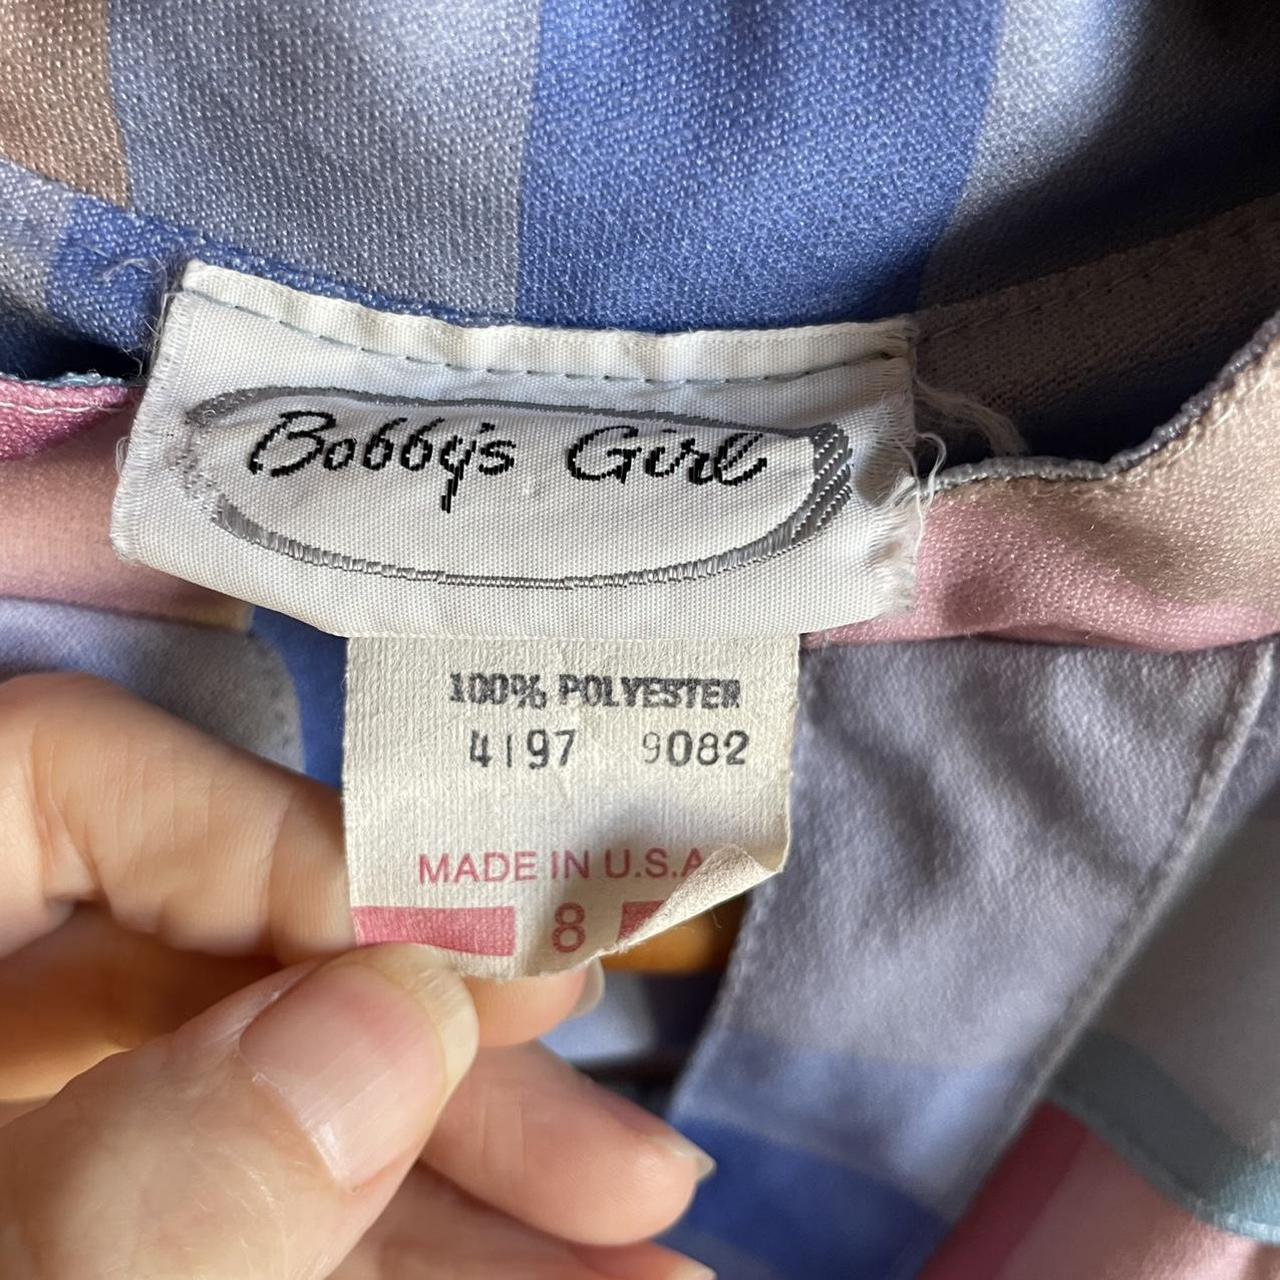 Bobby's Girl
100% POLYESTER
4197 9082
MADE IN U.S.A
8